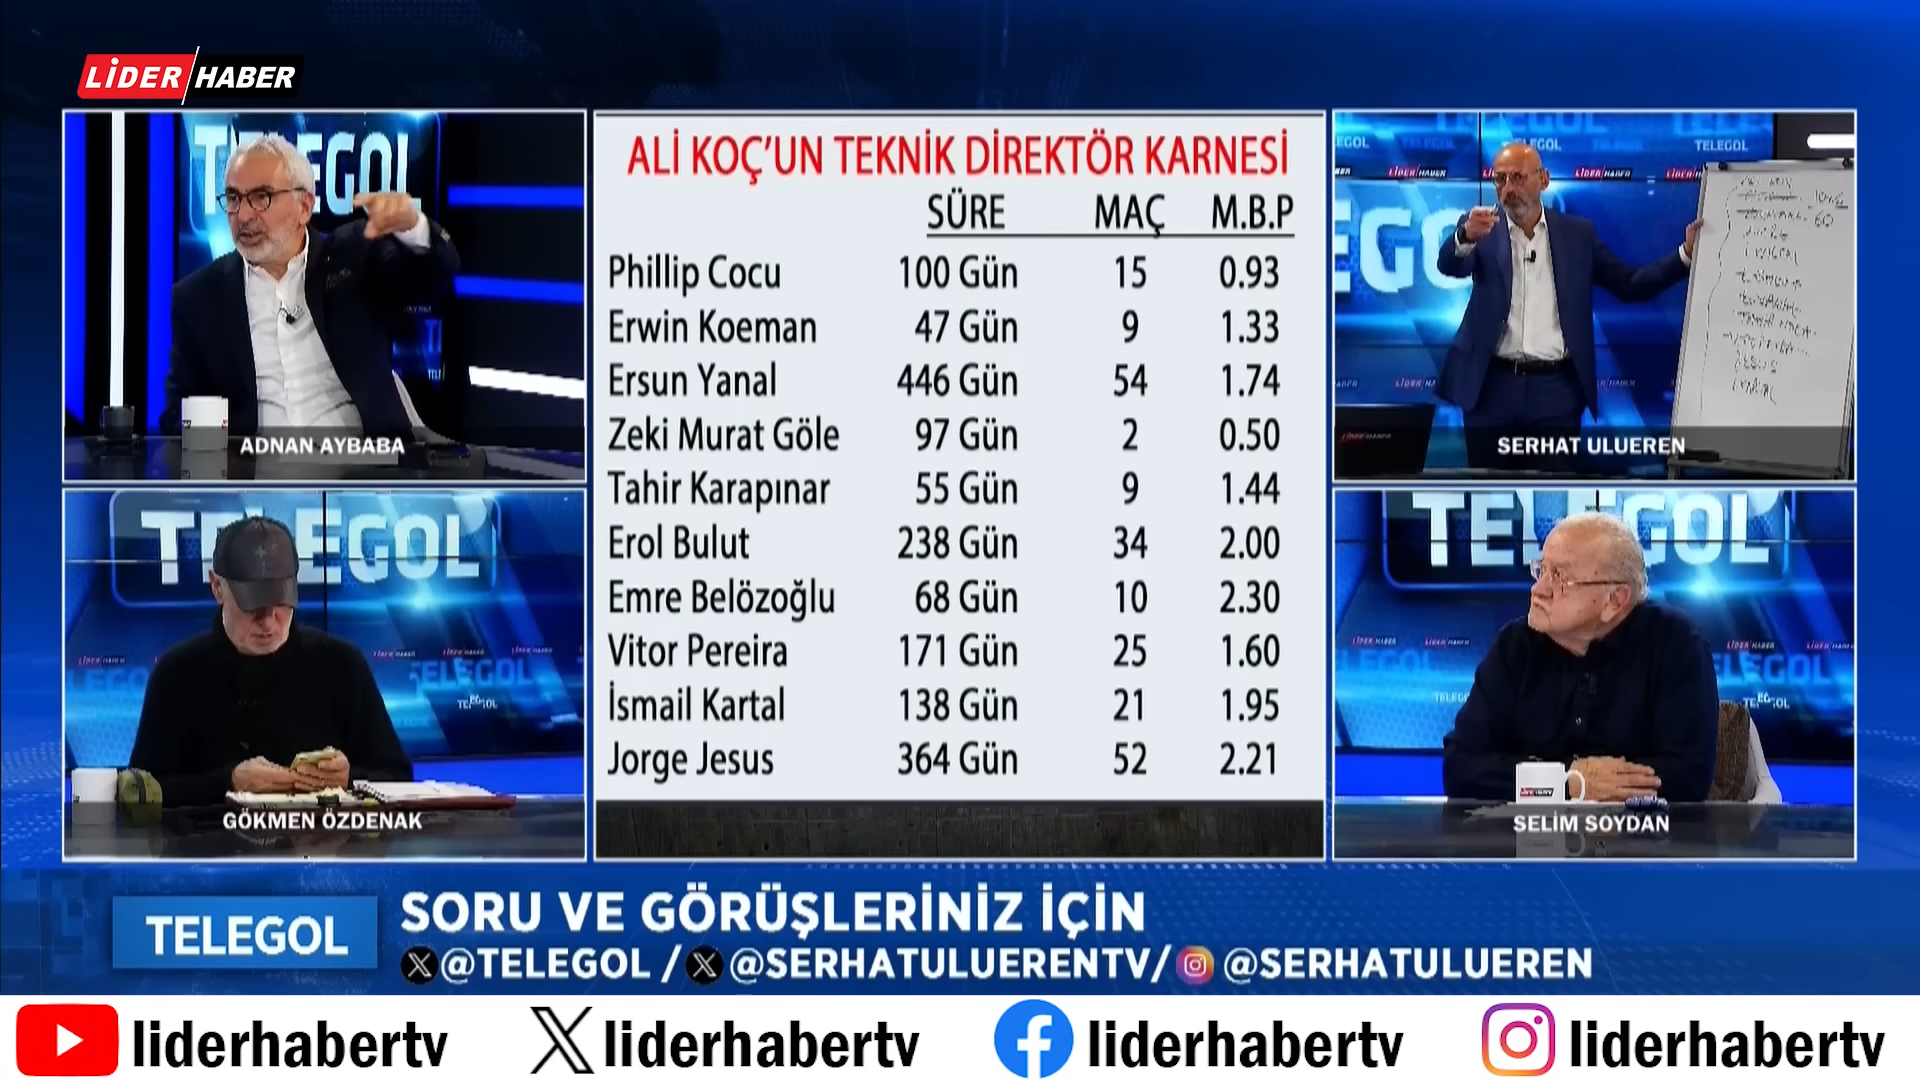 LİDER HABER
TELEGOL
ADNAN AYBABA
TELEGOL
GÖKMEN ÖZDENAK
ALİ KOÇ’UN TEKNİK DİREKTÖR KARNESİ
SÜRE MAÇ M.B.P
Phillip Cocu 100 Gün 15 0.93
Erwin Koeman 47 Gün 9 1.33
Ersun Yanal 446 Gün 54 1.74
Zeki Murat Göle 97 Gün 2 0.50
Tahir Karapınar 55 Gün 9 1.44
Erol Bulut 238 Gün 34 2.00
Emre Belözoğlu 68 Gün 10 2.30
Vitor Pereira 171 Gün 25 1.60
İsmail Kartal 138 Gün 21 1.95
Jorge Jesus 364 Gün 52 2.21
TELEGOL
SERHAT ULUEREN
TELEGOL
SELİM SOYDAN
TELEGOL
SORU VE GÖRÜŞLERİNİZ İÇİN
@TELEGOL / @SERHATULUERENTV/ @SERHATULUEREN
liderhabertv liderhabertv liderhabertv liderhabertv